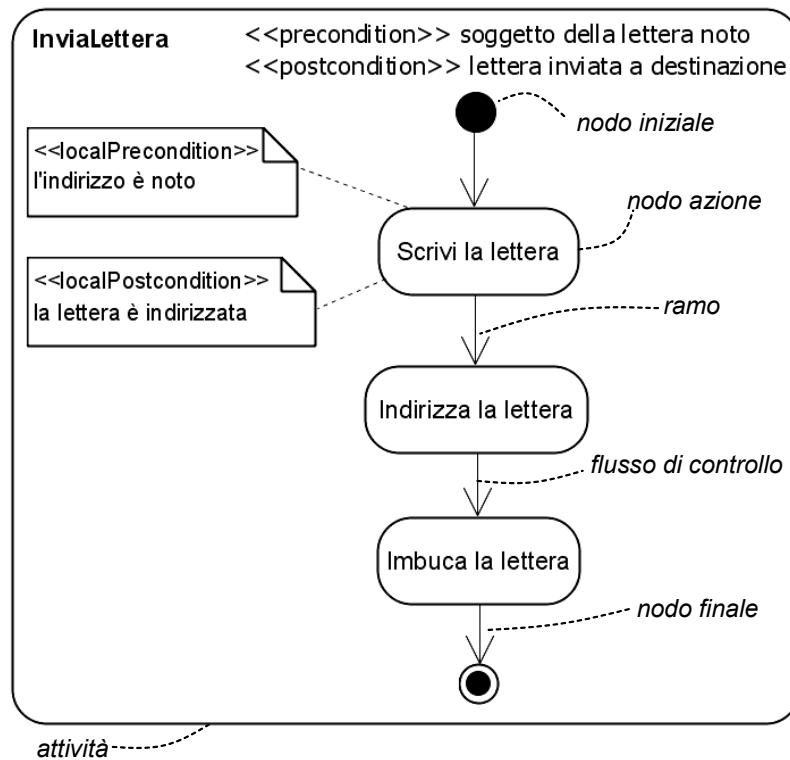 InviaLettera
<<precondition>> soggetto della lettera noto
<<postcondition>> lettera inviata a destinazione
nodo iniziale
<<localPrecondition>>
l'indirizzo è noto
nodo azione
Scrivi la lettera
<<localPostcondition>>
la lettera è indirizzata
ramo
Indirizza la lettera
flusso di controllo
Imbuca la lettera
nodo finale
attività